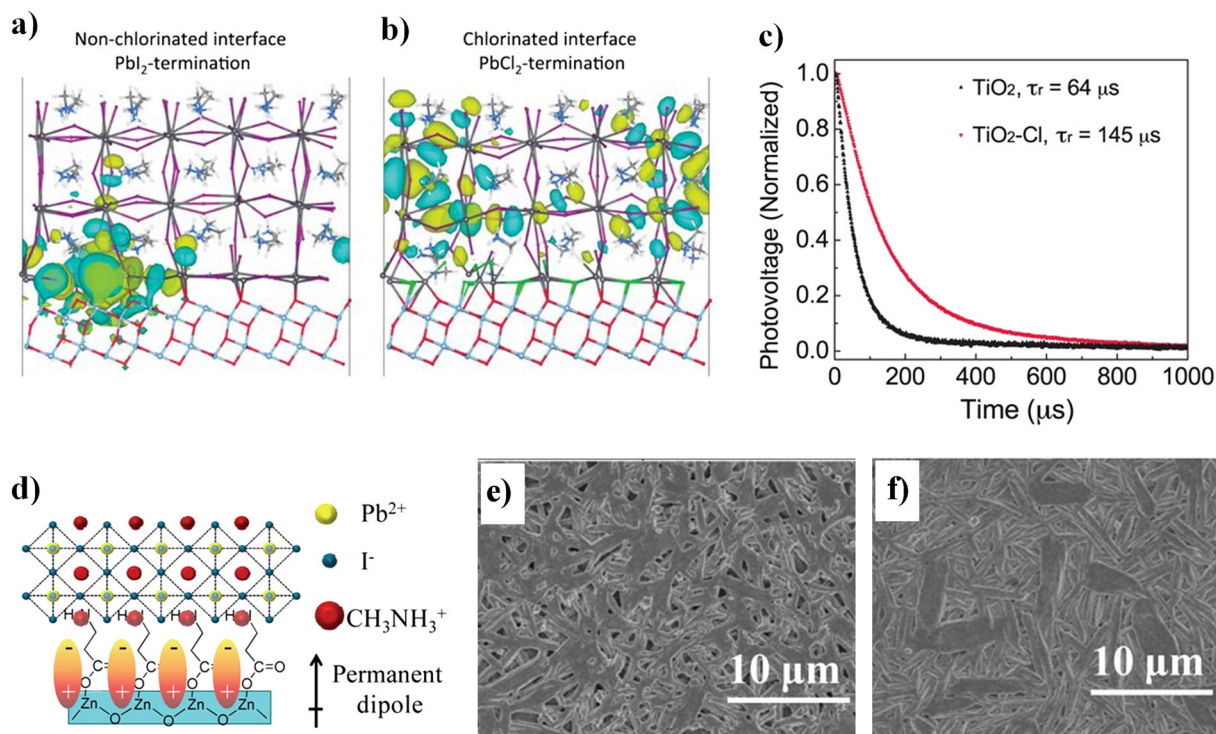 a)
Non-chlorinated interface
PbI₂-termination
b)
Chlorinated interface
PbCl₂-termination
c)
Photovoltage (Normalized)
1.0
0.8
0.6
0.4
0.2
0.0
TiO₂, τr = 64 μs
TiO₂-Cl, τr = 145 μs
0 200 400 600 800 1000
Time (μs)
d)
Pb²⁺
I⁻
CH₃NH₃⁺
Permanent
dipole
H H H H
C C C C=O
O O O O
- - - -
+ + + +
Zn Zn Zn Zn
O O O
e)
10 μm
f)
10 μm